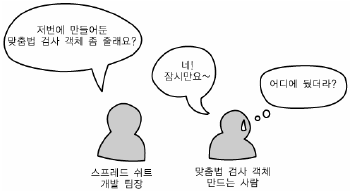 저번에 만들어둔
맞춤법 검사 객체 좀 줄래요?
네!
잠시만요~
어디에 뒀더라?
스프레드 쉬트
개발 팀장
맞춤법 검사 객체
만드는 사람